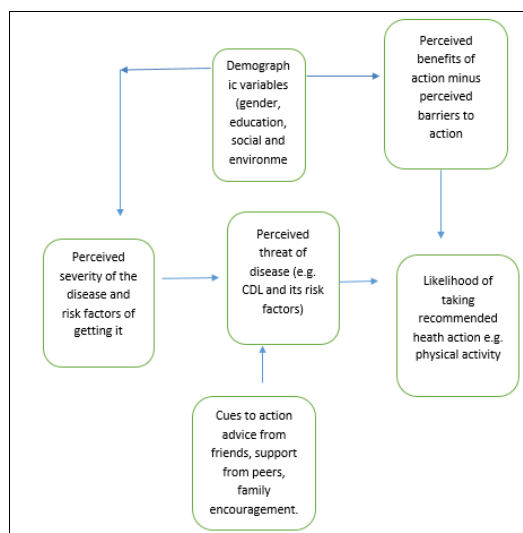 Demograph
ic variables
(gender,
education,
social and
environme
Perceived
benefits of
action minus
perceived
barriers to
action
Perceived
severity of the
disease and
risk factors of
getting it
Perceived
threat of
disease (e.g.
CDL and its risk
factors)
Likelihood of
taking
recommended
heath action e.g.
physical activity
Cues to action
advice from
friends, support
from peers,
family
encouragement.